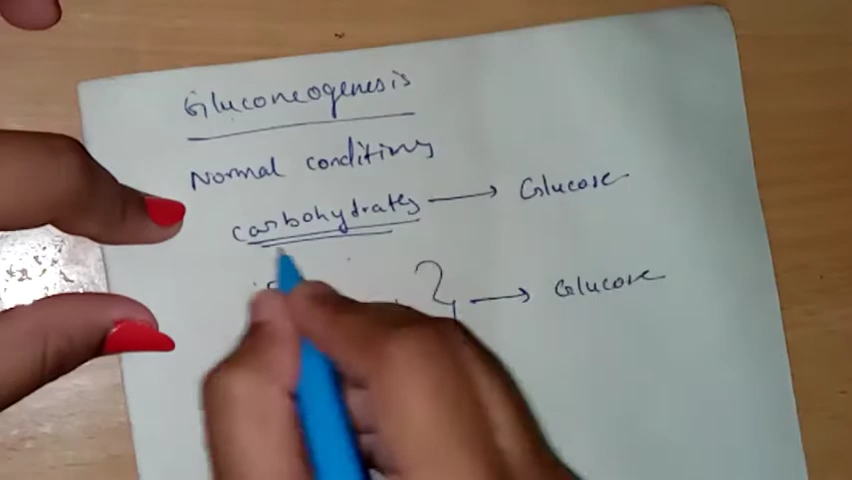 Gluconeogenesis
Normal conditions
carbohydrates → Glucose
→ Glucose